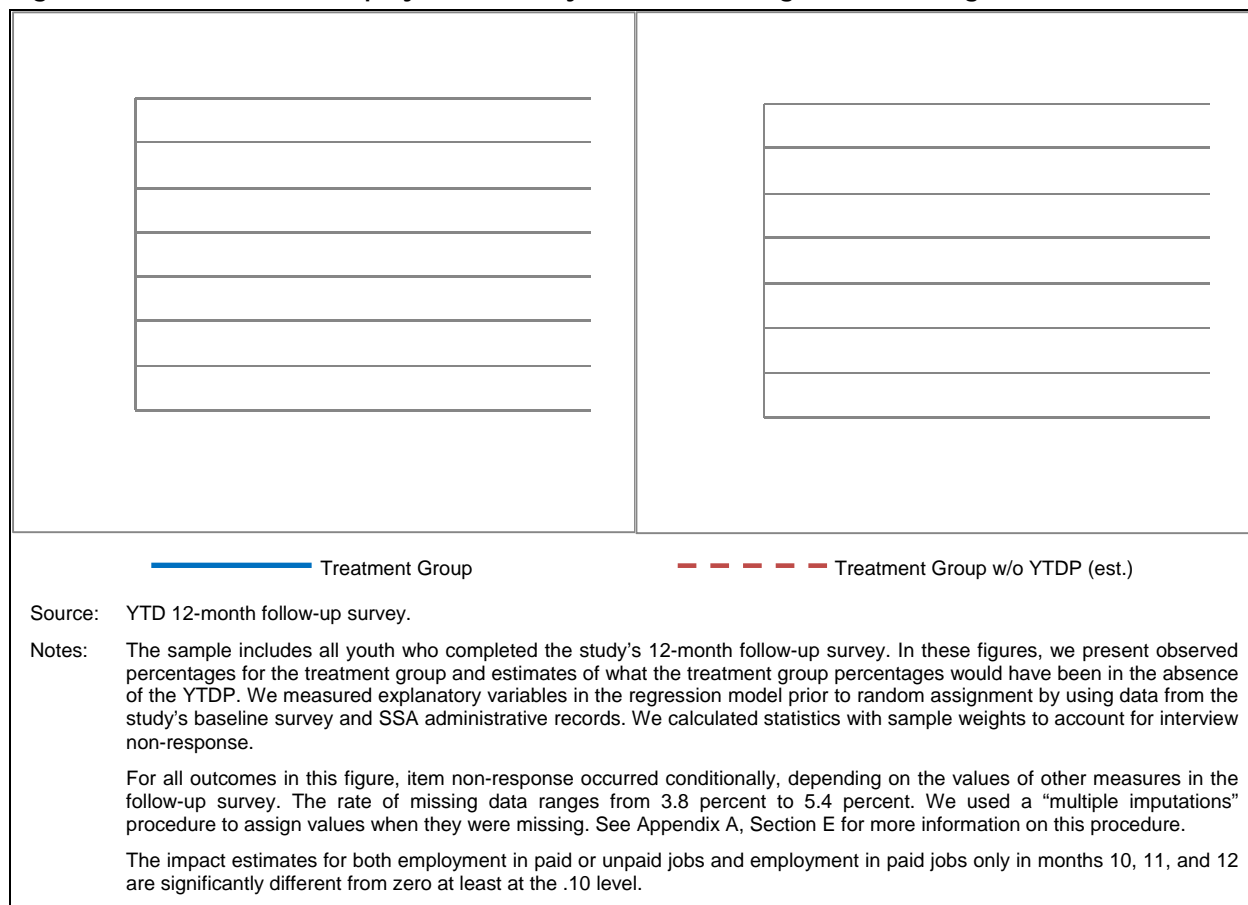 Treatment Group
Treatment Group w/o YTDP (est.)
Source: YTD 12-month follow-up survey.
Notes: The sample includes all youth who completed the study's 12-month follow-up survey. In these figures, we present observed
percentages for the treatment group and estimates of what the treatment group percentages would have been in the absence
of the YTDP. We measured explanatory variables in the regression model prior to random assignment by using data from the
study's baseline survey and SSA administrative records. We calculated statistics with sample weights to account for interview
non-response.
For all outcomes in this figure, item non-response occurred conditionally, depending on the values of other measures in the
follow-up survey. The rate of missing data ranges from 3.8 percent to 5.4 percent. We used a “multiple imputations”
procedure to assign values when they were missing. See Appendix A, Section E for more information on this procedure.
The impact estimates for both employment in paid or unpaid jobs and employment in paid jobs only in months 10, 11, and 12
are significantly different from zero at least at the .10 level.